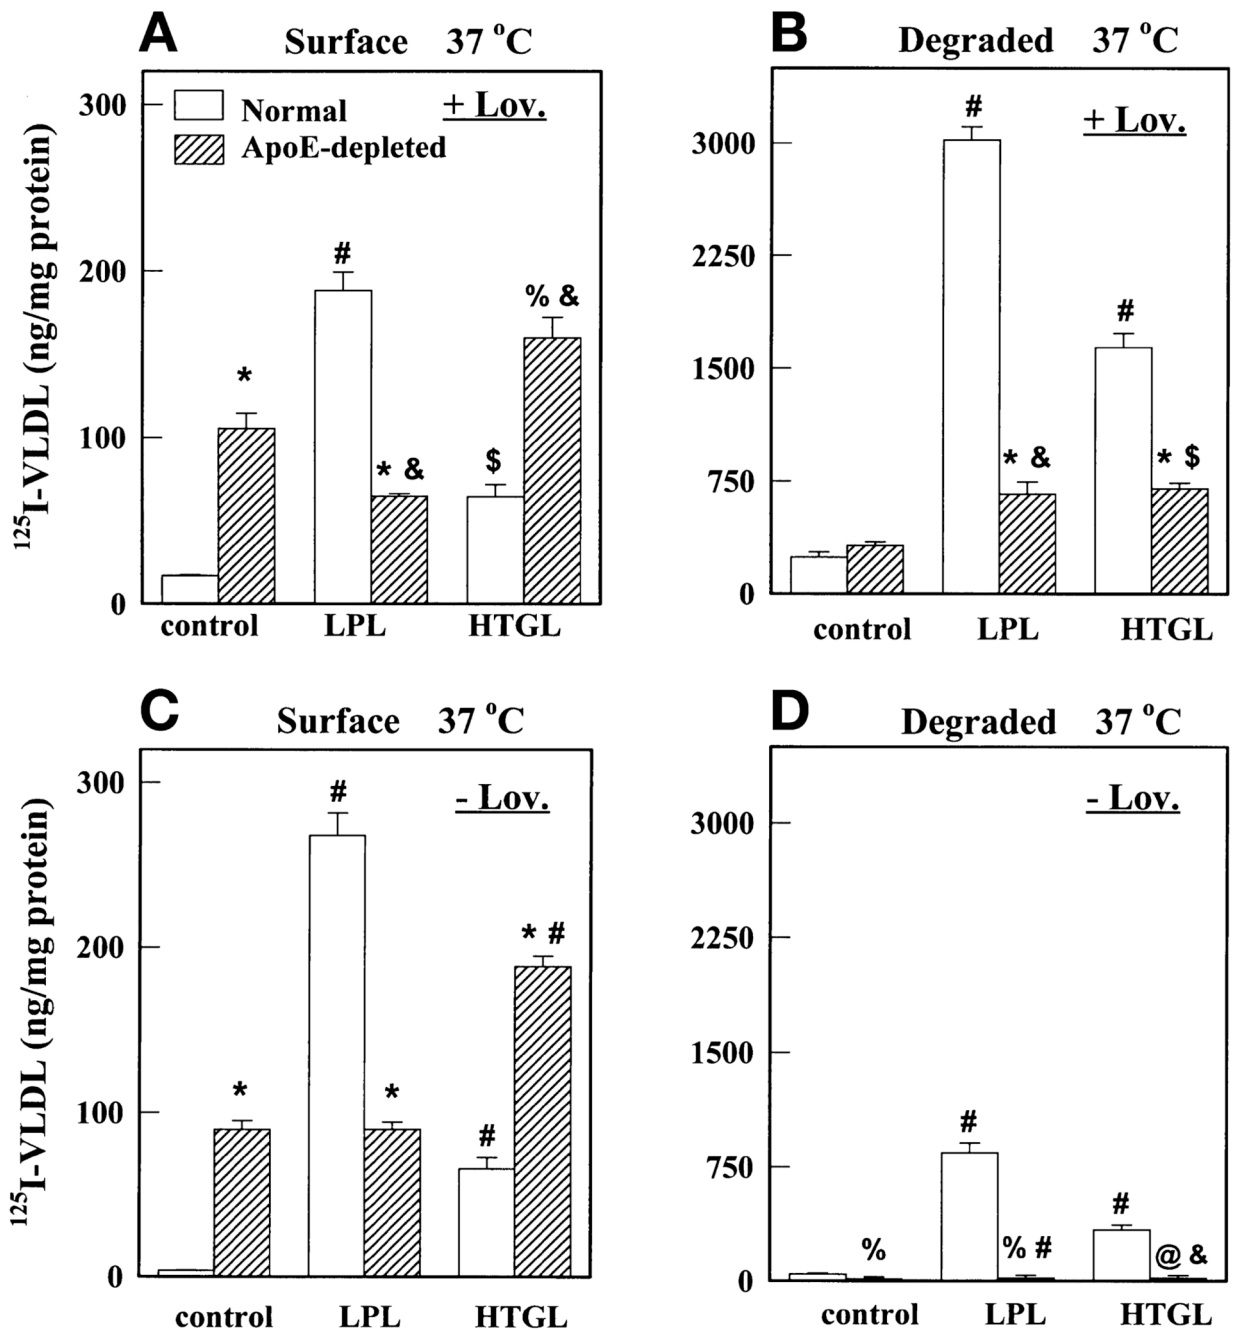 A
Surface 37 °C
300
200
100
0
¹²⁵I-VLDL (ng/mg protein)
Normal
ApoE-depleted
+ Lov.
*
#
* &
$
% &
control LPL HTGL
B
Degraded 37 °C
3000
2250
1500
750
0
+ Lov.
#
* &
#
* $
control LPL HTGL
C
Surface 37 °C
300
200
100
0
¹²⁵I-VLDL (ng/mg protein)
- Lov.
*
#
*
#
* #
control LPL HTGL
D
Degraded 37 °C
3000
2250
1500
750
0
- Lov.
%
#
% #
#
@ &
control LPL HTGL